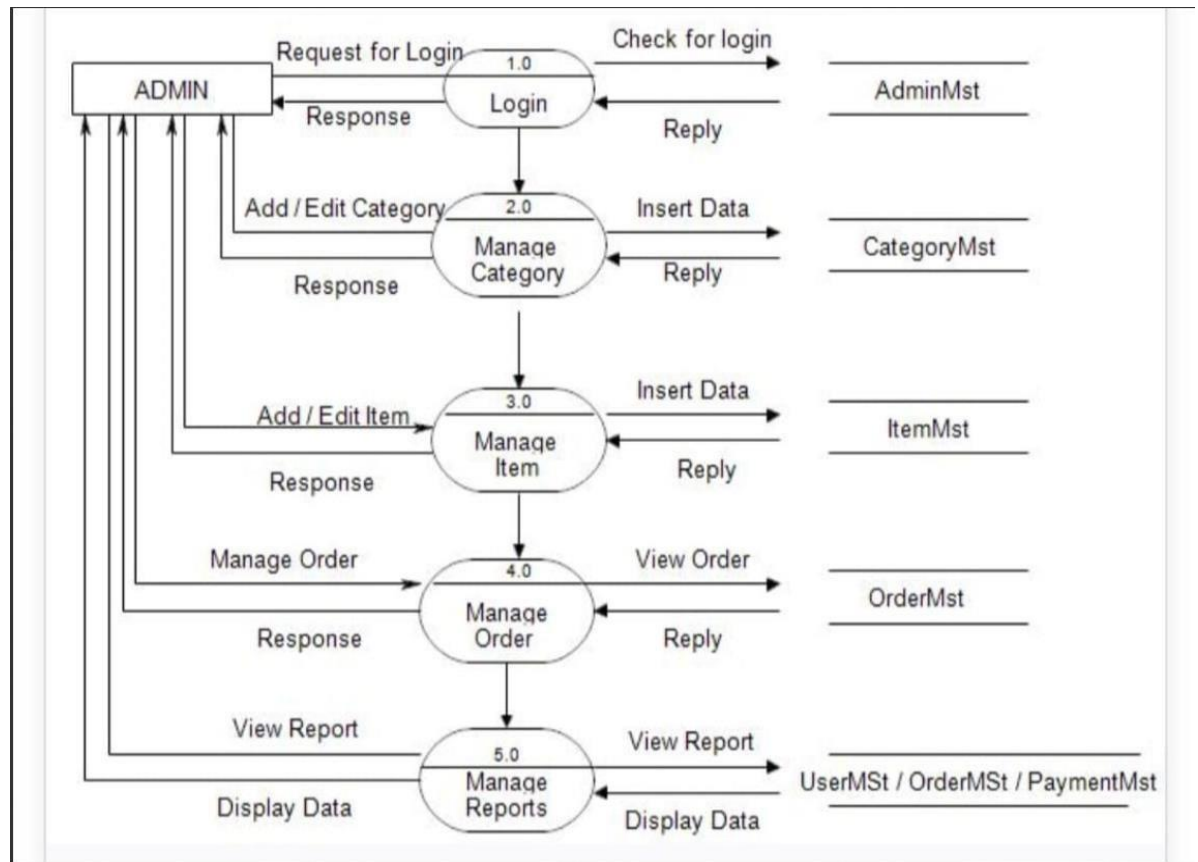 Request for Login
Check for login
1.0
ADMIN
Login
AdminMst
Response
Reply
Add / Edit Category
2.0
Insert Data
Manage
Category
CategoryMst
Response
Reply
Add / Edit Item
3.0
Insert Data
Manage
Item
ItemMst
Response
Reply
Manage Order
4.0
View Order
Manage
Order
OrderMst
Response
Reply
View Report
5.0
View Report
Manage
Reports
UserMSt / OrderMSt / PaymentMst
Display Data
Display Data